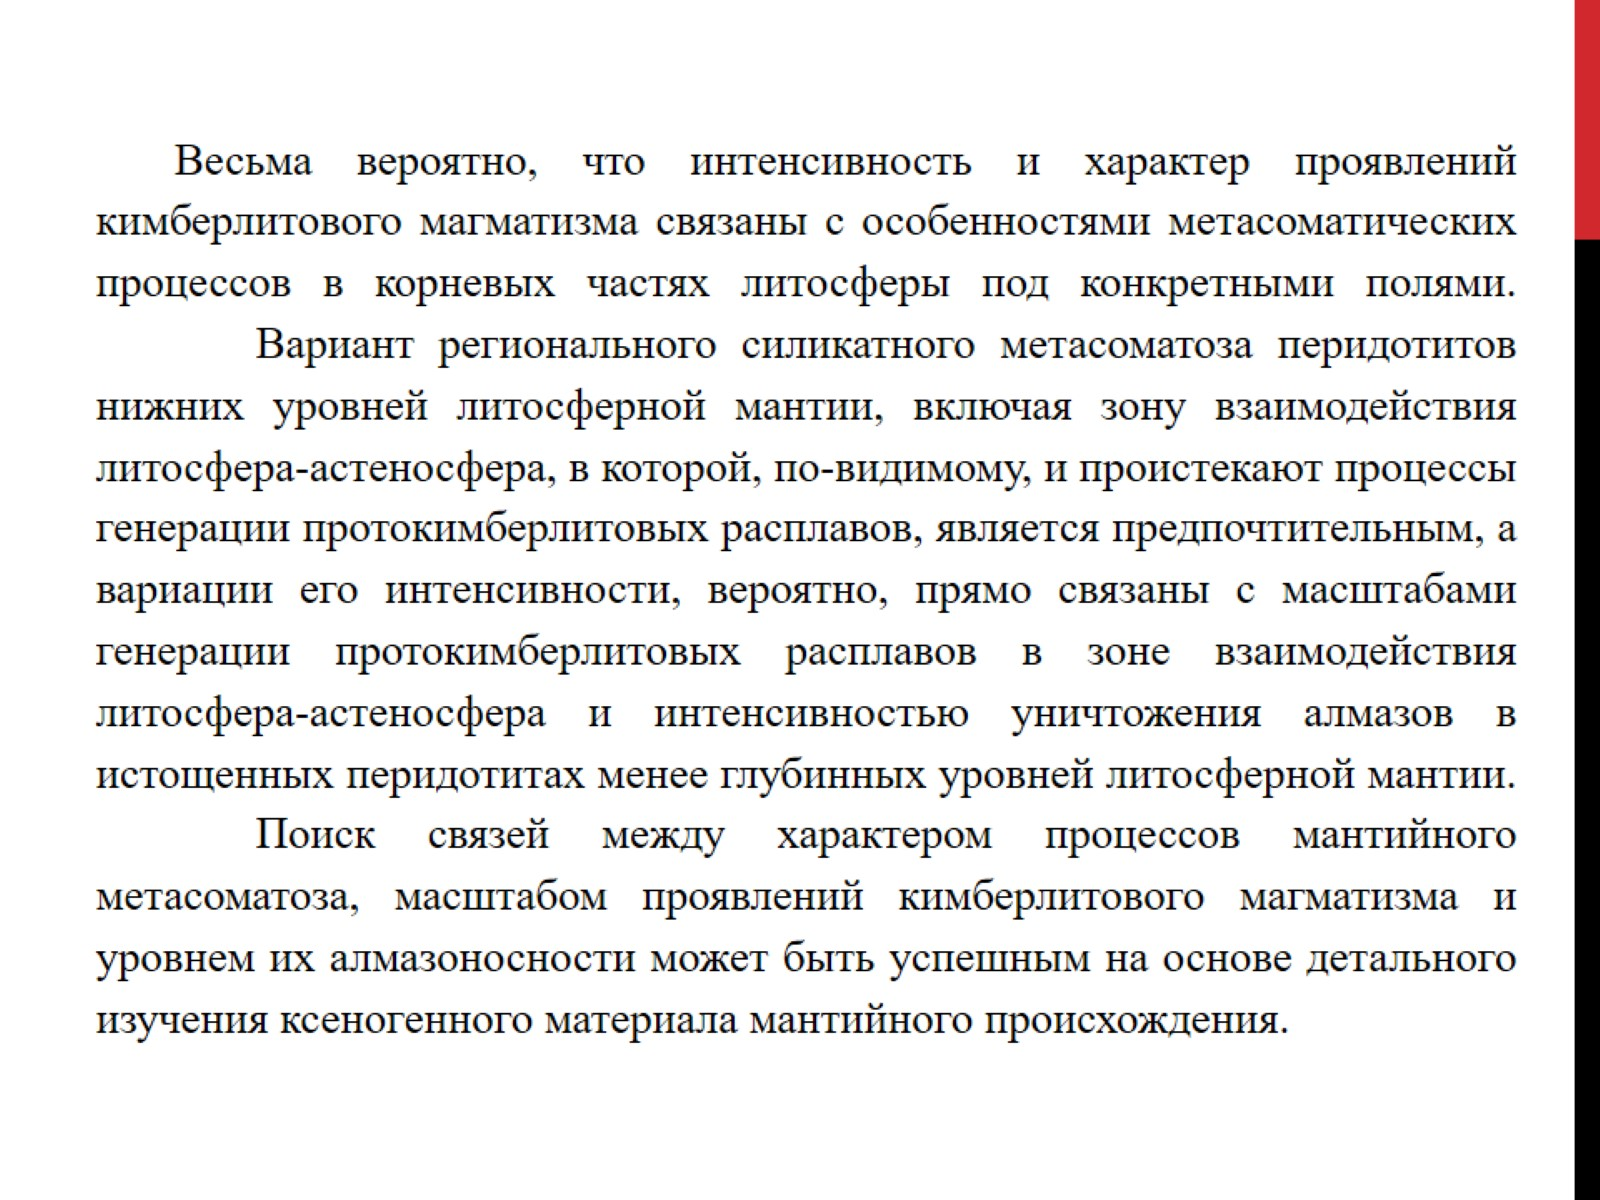 Весьма вероятно, что интенсивность и характер проявлений
кимберлитового магматизма связаны с особенностями метасоматических
процессов в корневых частях литосферы под конкретными полями.
Вариант регионального силикатного метасоматоза перидотитов
нижних уровней литосферной мантии, включая зону взаимодействия
литосфера-астеносфера, в которой, по-видимому, и проистекают процессы
генерации протокимберлитовых расплавов, является предпочтительным, а
вариации его интенсивности, вероятно, прямо связаны с масштабами
генерации протокимберлитовых расплавов в зоне взаимодействия
литосфера-астеносфера и интенсивностью уничтожения алмазов в
истощенных перидотитах менее глубинных уровней литосферной мантии.
Поиск связей между характером процессов мантийного
метасоматоза, масштабом проявлений кимберлитового магматизма и
уровнем их алмазоносности может быть успешным на основе детального
изучения ксеногенного материала мантийного происхождения.